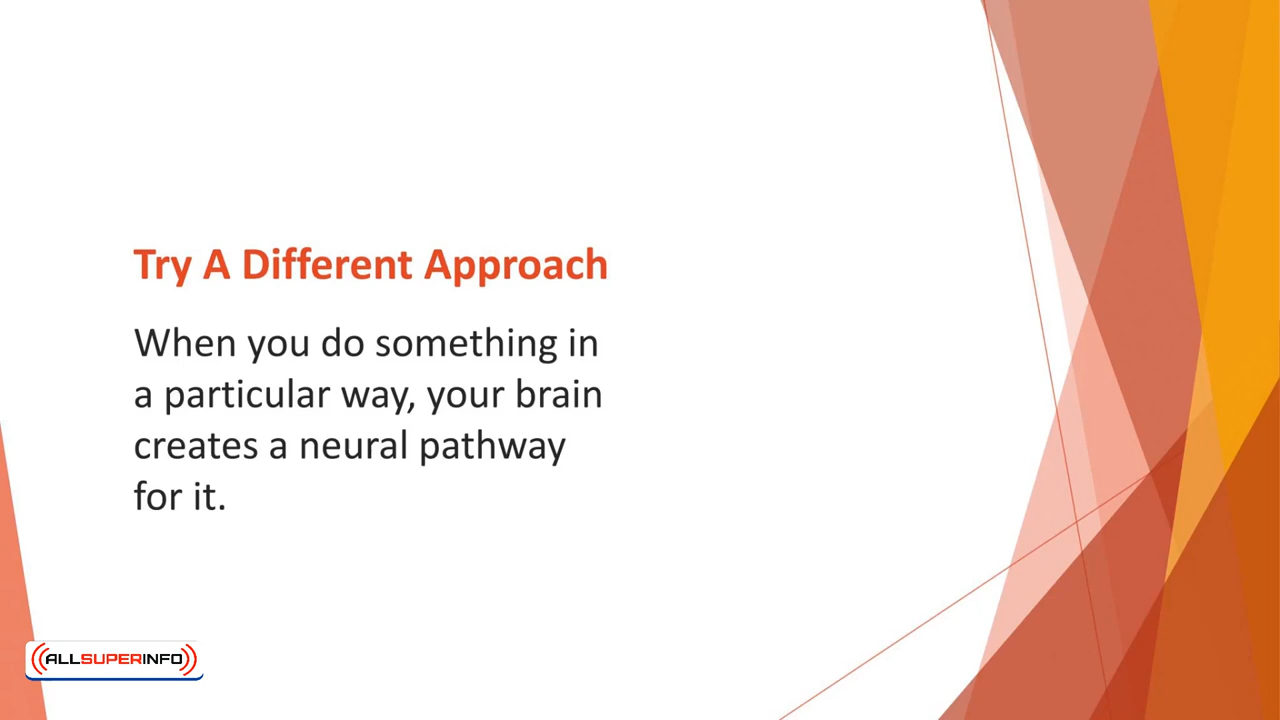 Try A Different Approach
When you do something in
a particular way, your brain
creates a neural pathway
for it.
ALLSUPERINFO